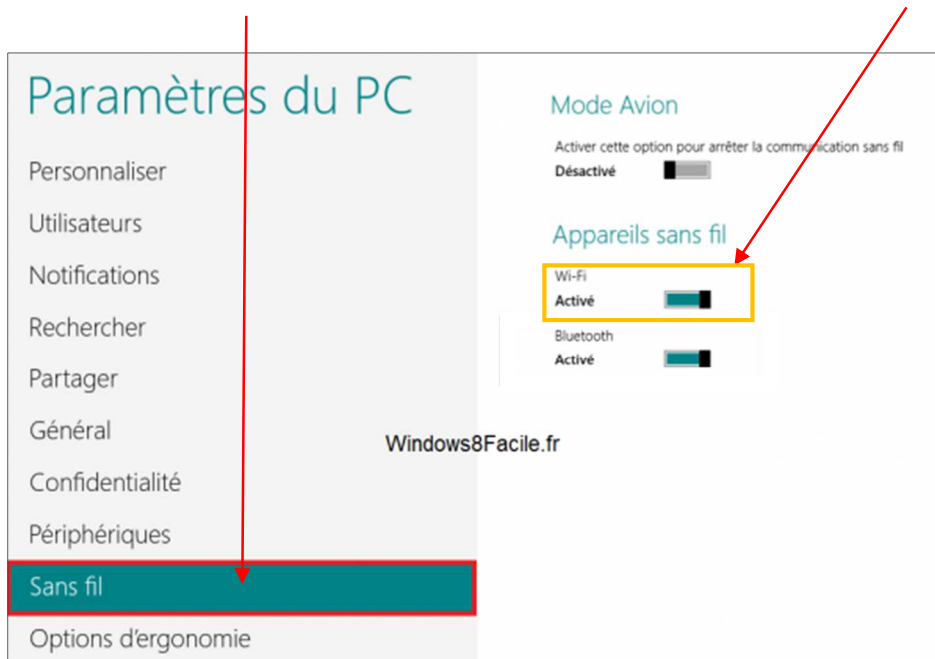 Paramètres du PC
Personnaliser
Utilisateurs
Notifications
Rechercher
Partager
Général
Confidentialité
Périphériques
Sans fil
Options d'ergonomie
Mode Avion
Activer cette option pour arrêter la communication sans fil
Désactivé
Appareils sans fil
Wi-Fi
Activé
Bluetooth
Activé
Windows8Facile.fr